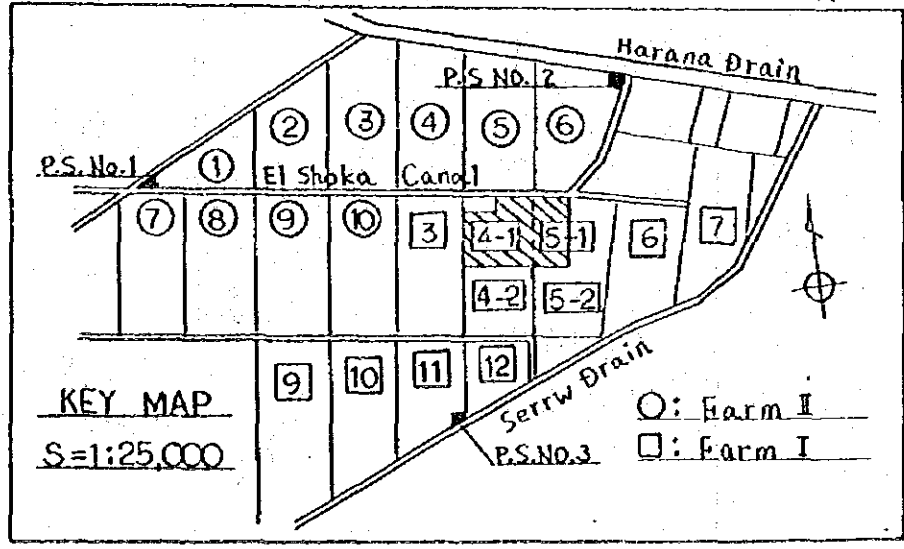 Harana Drain
P.S NO. 2
② ③ ④ ⑤ ⑥
P.S. No.1 ①
El Shoka Canal
⑦ ⑧ ⑨ ⑩ 3 4-1 5-1 6 7
4-2 5-2
9 10 11 12
Serrw Drain
KEY MAP
S=1:25,000
P.S.NO.3
○: Farm II
□: Farm I